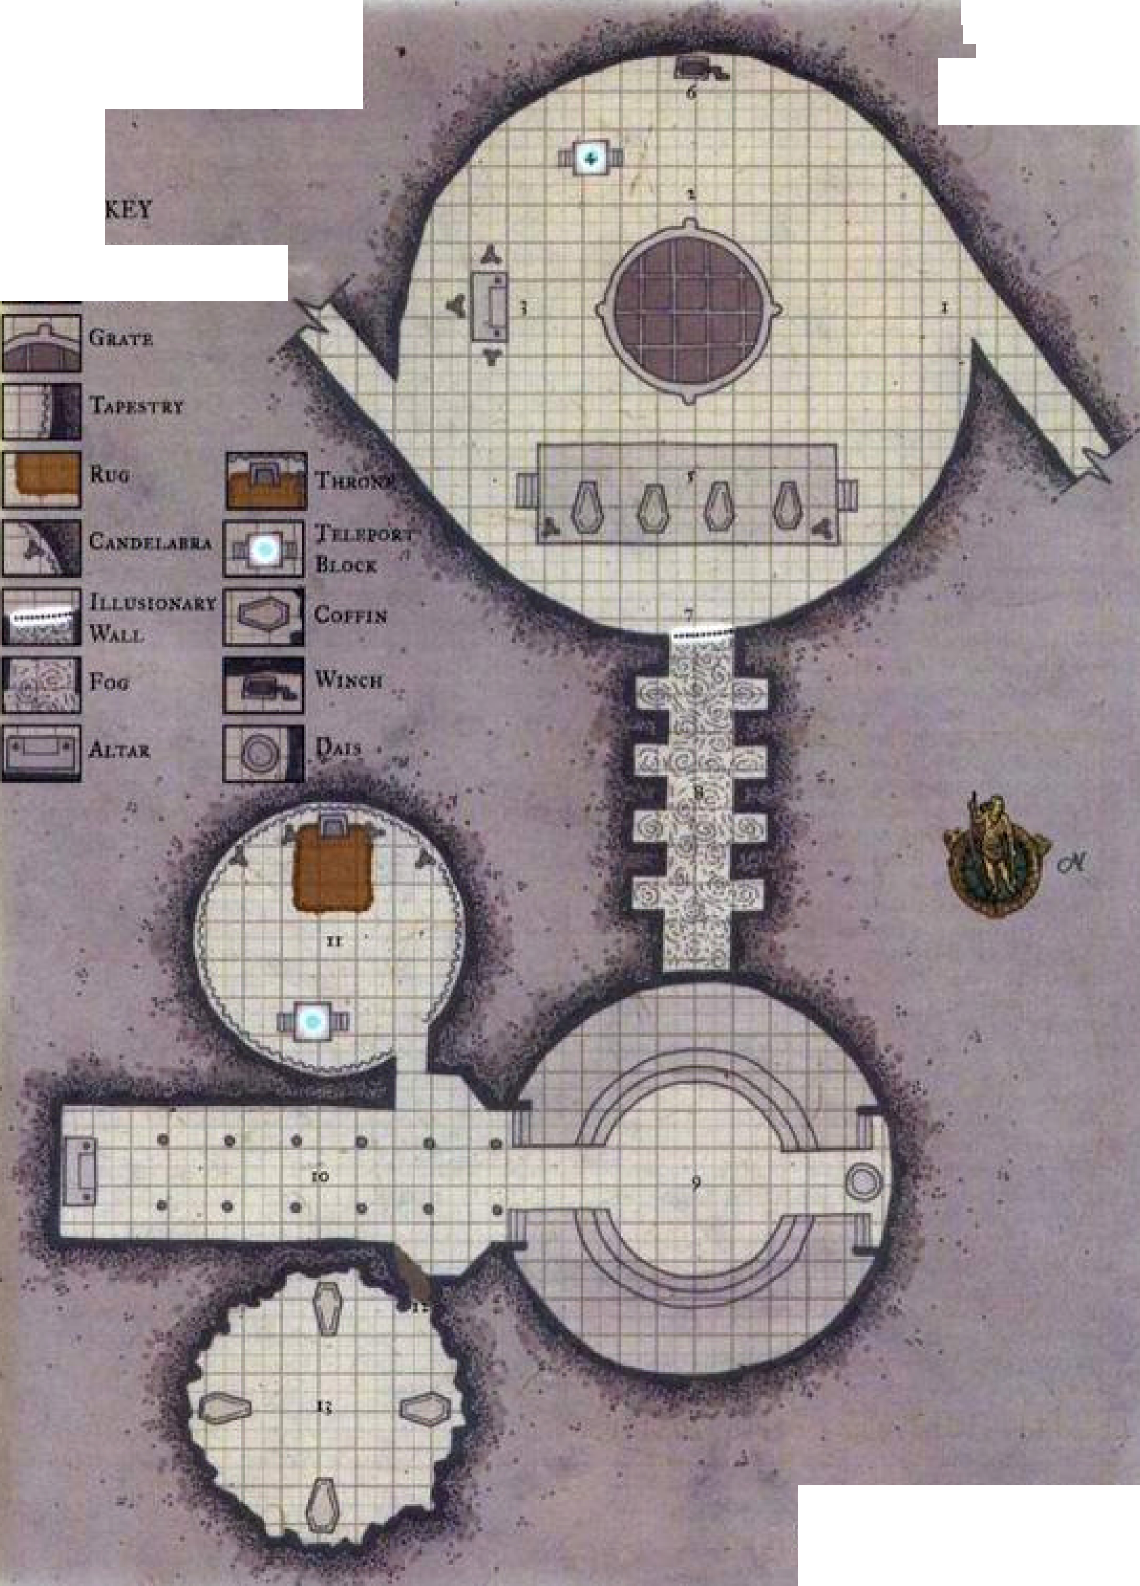 KEY
GRATE
TAPESTRY
RUG
CANDELABRA
ILLUSIONARY
WALL
FOG
ALTAR
THRONE
TELEPORT
BLOCK
COFFIN
WINCH
DAIS
6
4
2
3
1
5
7
8
N
11
10
9
12
13